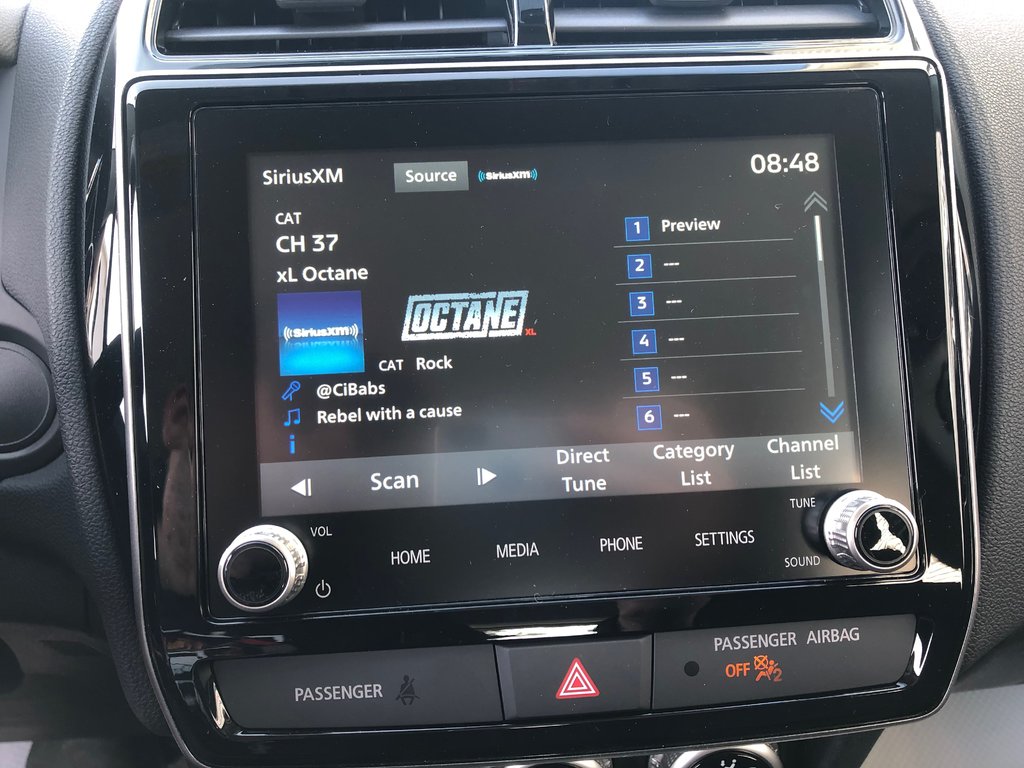 SiriusXM Source ((SiriusXM)) 08:48
CAT
CH 37
xL Octane
((SiriusXM))
OCTANE XL
CAT Rock
@CiBabs
Rebel with a cause
i
1 Preview
2 ---
3 ---
4 ---
5 ---
6 ---
Scan
Direct
Tune
Category
List
Channel
List
VOL
HOME MEDIA PHONE SETTINGS
TUNE
SOUND
PASSENGER
PASSENGER AIRBAG
OFF 2